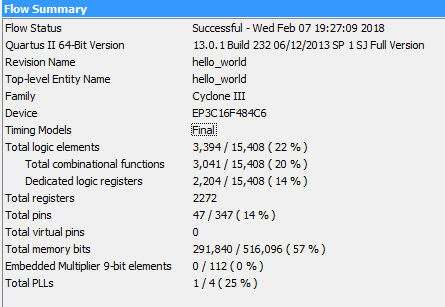 Flow Summary
Flow Status Successful - Wed Feb 07 19:27:09 2018
Quartus II 64-Bit Version 13.0.1 Build 232 06/12/2013 SP 1 SJ Full Version
Revision Name hello_world
Top-level Entity Name hello_world
Family Cyclone III
Device EP3C16F484C6
Timing Models Final
Total logic elements 3,394 / 15,408 ( 22 % )
Total combinational functions 3,041 / 15,408 ( 20 % )
Dedicated logic registers 2,204 / 15,408 ( 14 % )
Total registers 2272
Total pins 47 / 347 ( 14 % )
Total virtual pins 0
Total memory bits 291,840 / 516,096 ( 57 % )
Embedded Multiplier 9-bit elements 0 / 112 ( 0 % )
Total PLLs 1 / 4 ( 25 % )